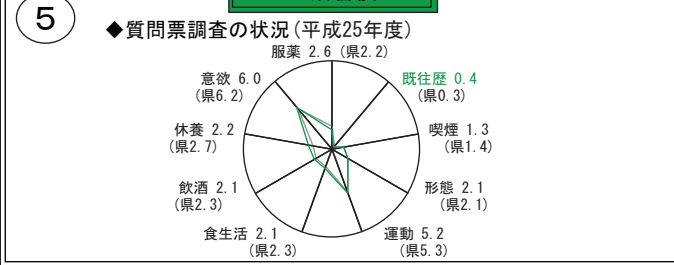 5
◆質問票調査の状況(平成25年度)
服薬 2.6 (県2.2)
既往歴 0.4
(県0.3)
喫煙 1.3
(県1.4)
形態 2.1
(県2.1)
運動 5.2
(県5.3)
食生活 2.1
(県2.3)
飲酒 2.1
(県2.3)
休養 2.2
(県2.7)
意欲 6.0
(県6.2)